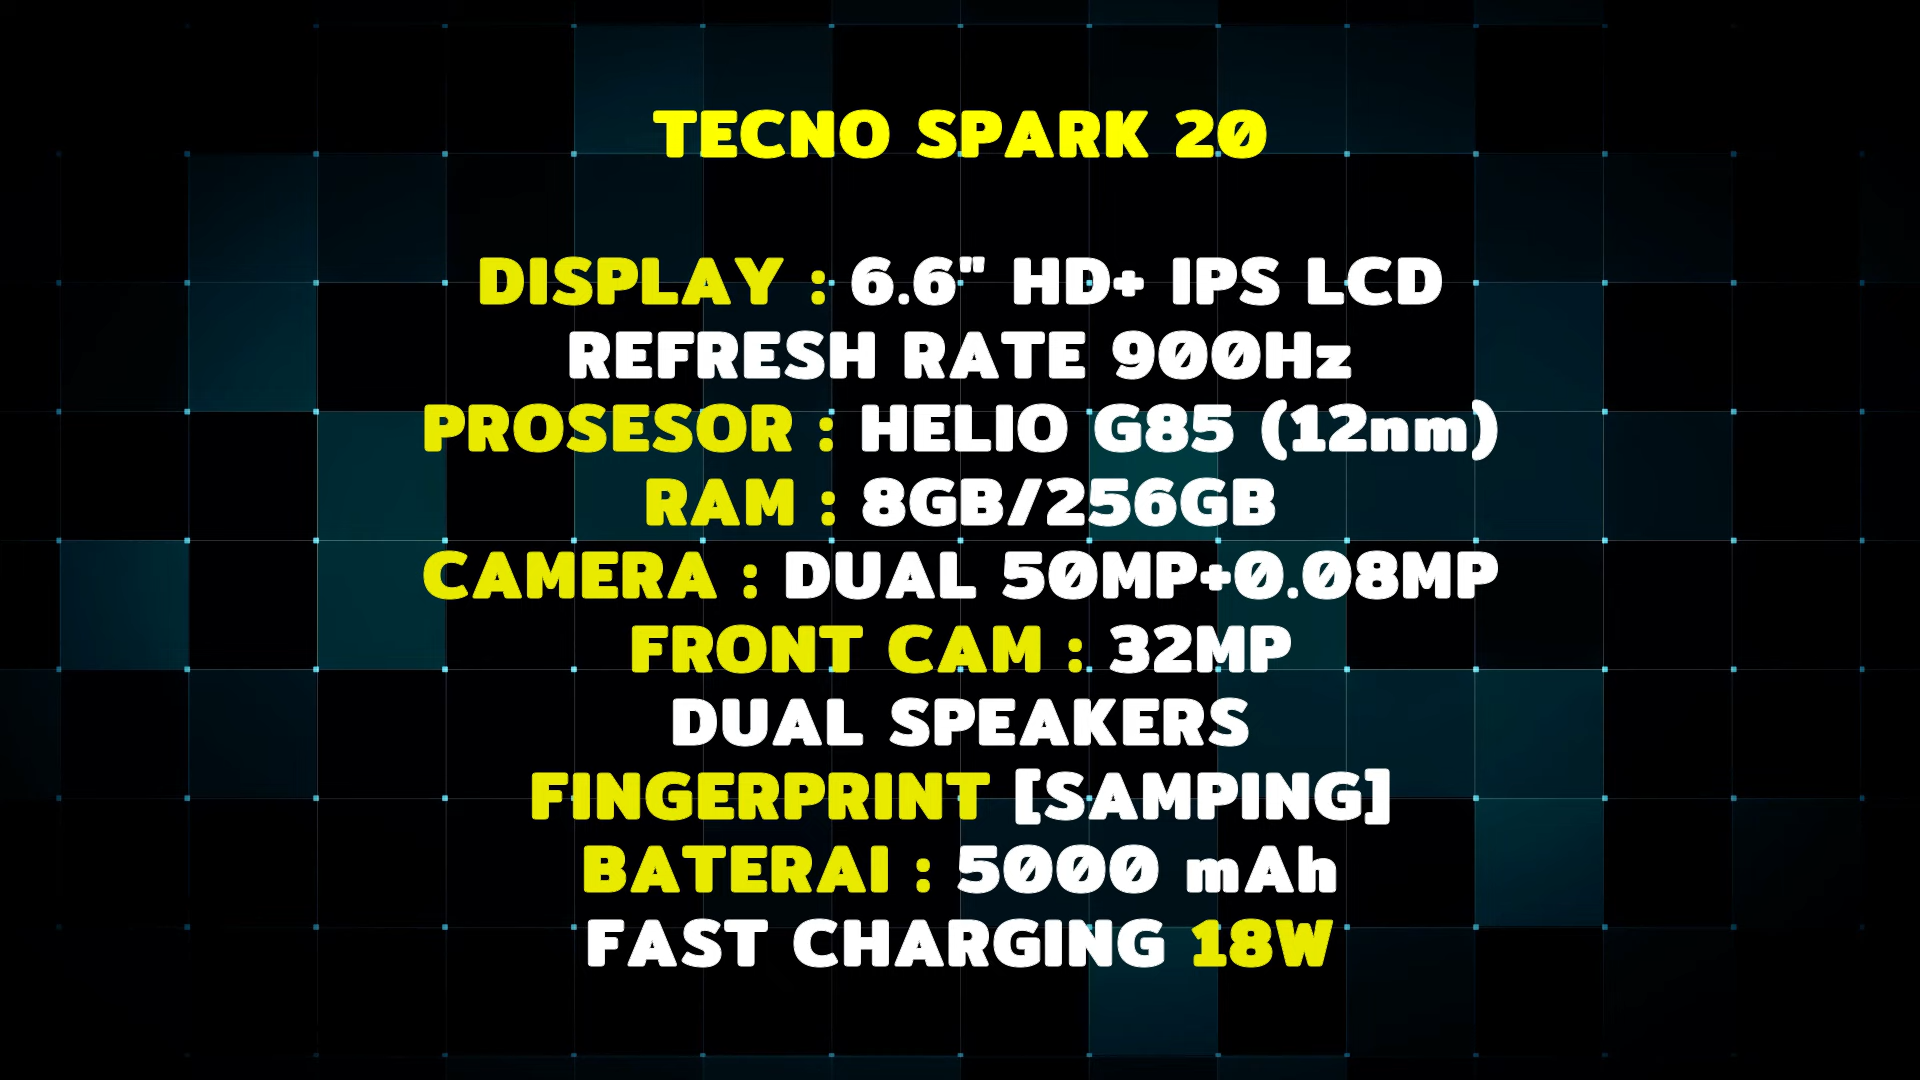 TECNO SPARK 20
DISPLAY : 6.6" HD+ IPS LCD
REFRESH RATE 900Hz
PROSESOR : HELIO G85 (12nm)
RAM : 8GB/256GB
CAMERA : DUAL 50MP+0.08MP
FRONT CAM : 32MP
DUAL SPEAKERS
FINGERPRINT [SAMPING]
BATERAI : 5000 mAh
FAST CHARGING 18W